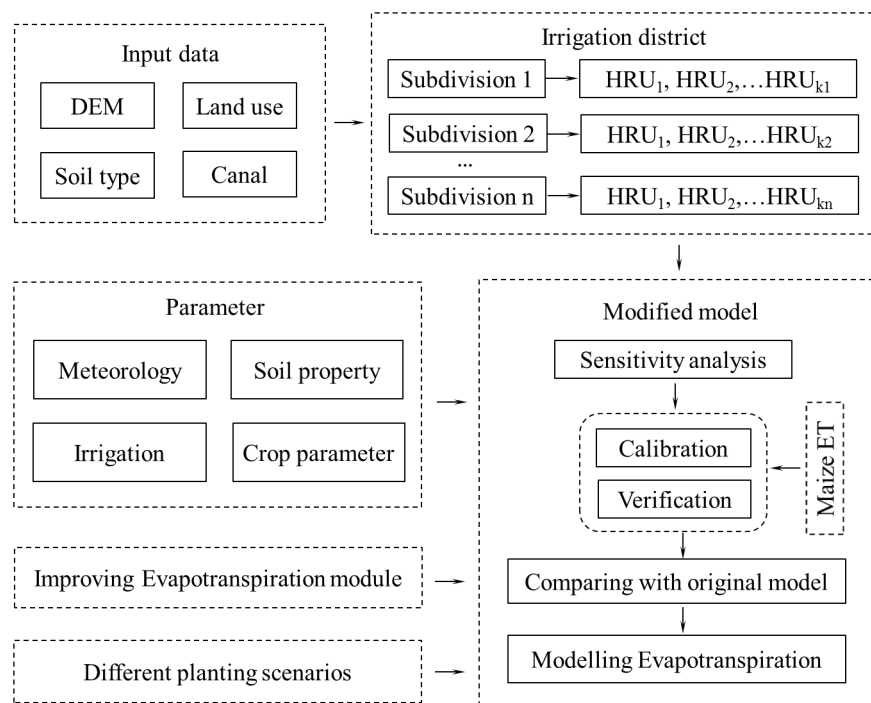 Input data
DEM
Land use
Soil type
Canal
Irrigation district
Subdivision 1
HRU₁, HRU₂,…HRUₖ₁
Subdivision 2
HRU₁, HRU₂,…HRUₖ₂
...
Subdivision n
HRU₁, HRU₂,…HRUₖₙ
Parameter
Meteorology
Soil property
Irrigation
Crop parameter
Improving Evapotranspiration module
Different planting scenarios
Modified model
Sensitivity analysis
Calibration
Verification
Maize ET
Comparing with original model
Modelling Evapotranspiration